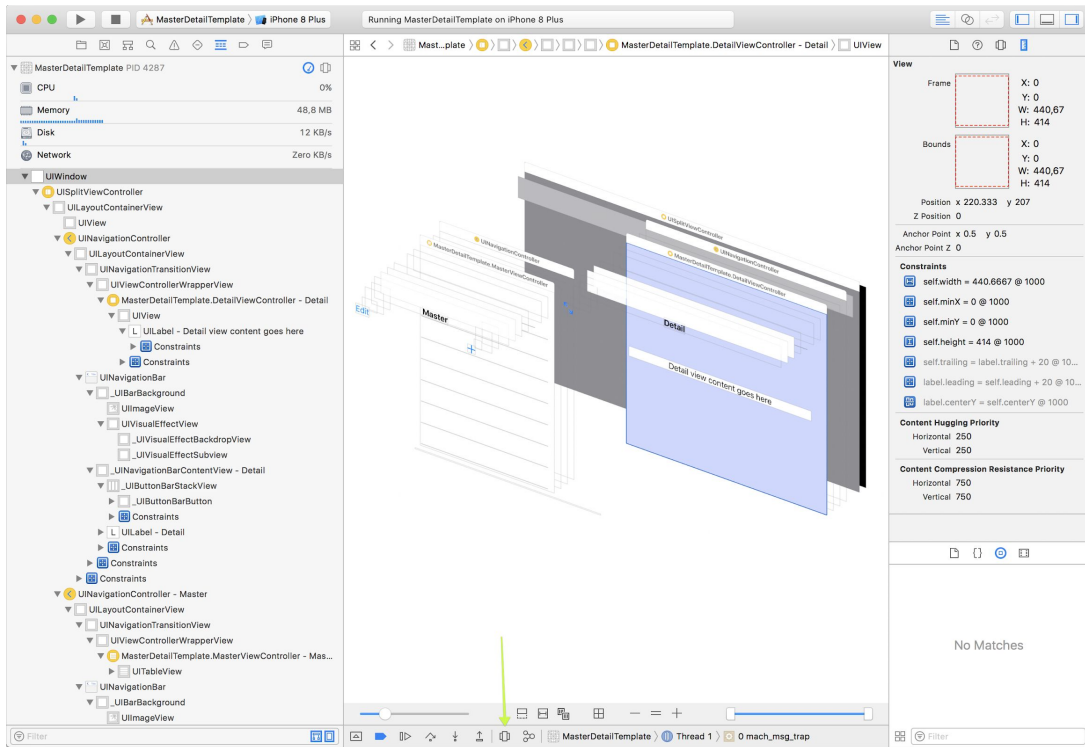 MasterDetailTemplate iPhone 8 Plus
Running MasterDetailTemplate on iPhone 8 Plus
Mast...plate MasterDetailTemplate.DetailViewController - Detail UIView
MasterDetailTemplate PID 4287
CPU 0%
Memory 48,8 MB
Disk 12 KB/s
Network Zero KB/s
UIWindow
UISplitViewController
UILayoutContainerView
UIView
UINavigationController
UILayoutContainerView
UINavigationTransitionView
UIViewControllerWrapperView
MasterDetailTemplate.DetailViewController - Detail
UIView
L UILabel - Detail view content goes here
Constraints
Constraints
UINavigationBar
_UIBarBackground
UIImageView
UIVisualEffectView
_UIVisualEffectBackdropView
_UIVisualEffectSubview
_UINavigationBarContentView - Detail
_UIButtonBarStackView
_UIButtonBarButton
Constraints
L UILabel - Detail
Constraints
Constraints
Constraints
UINavigationController - Master
UILayoutContainerView
UINavigationTransitionView
UIViewControllerWrapperView
MasterDetailTemplate.MasterViewController - Mas...
UITableView
UINavigationBar
_UIBarBackground
UIImageView
Filter
UISplitViewController
UINavigationController
MasterDetailTemplate.DetailViewController
UINavigationController
MasterDetailTemplate.MasterViewController
Edit
Master
Detail
Detail view content goes here
MasterDetailTemplate Thread 1 0 mach_msg_trap
View
Frame X: 0
Y: 0
W: 440,67
H: 414
Bounds X: 0
Y: 0
W: 440,67
H: 414
Position x 220.333 y 207
Z Position 0
Anchor Point x 0.5 y 0.5
Anchor Point Z 0
Constraints
self.width = 440.6667 @ 1000
self.minX = 0 @ 1000
self.minY = 0 @ 1000
self.height = 414 @ 1000
self.trailing = label.trailing + 20 @ 10...
label.leading = self.leading + 20 @ 10...
label.centerY = self.centerY @ 1000
Content Hugging Priority
Horizontal 250
Vertical 250
Content Compression Resistance Priority
Horizontal 750
Vertical 750
No Matches
Filter